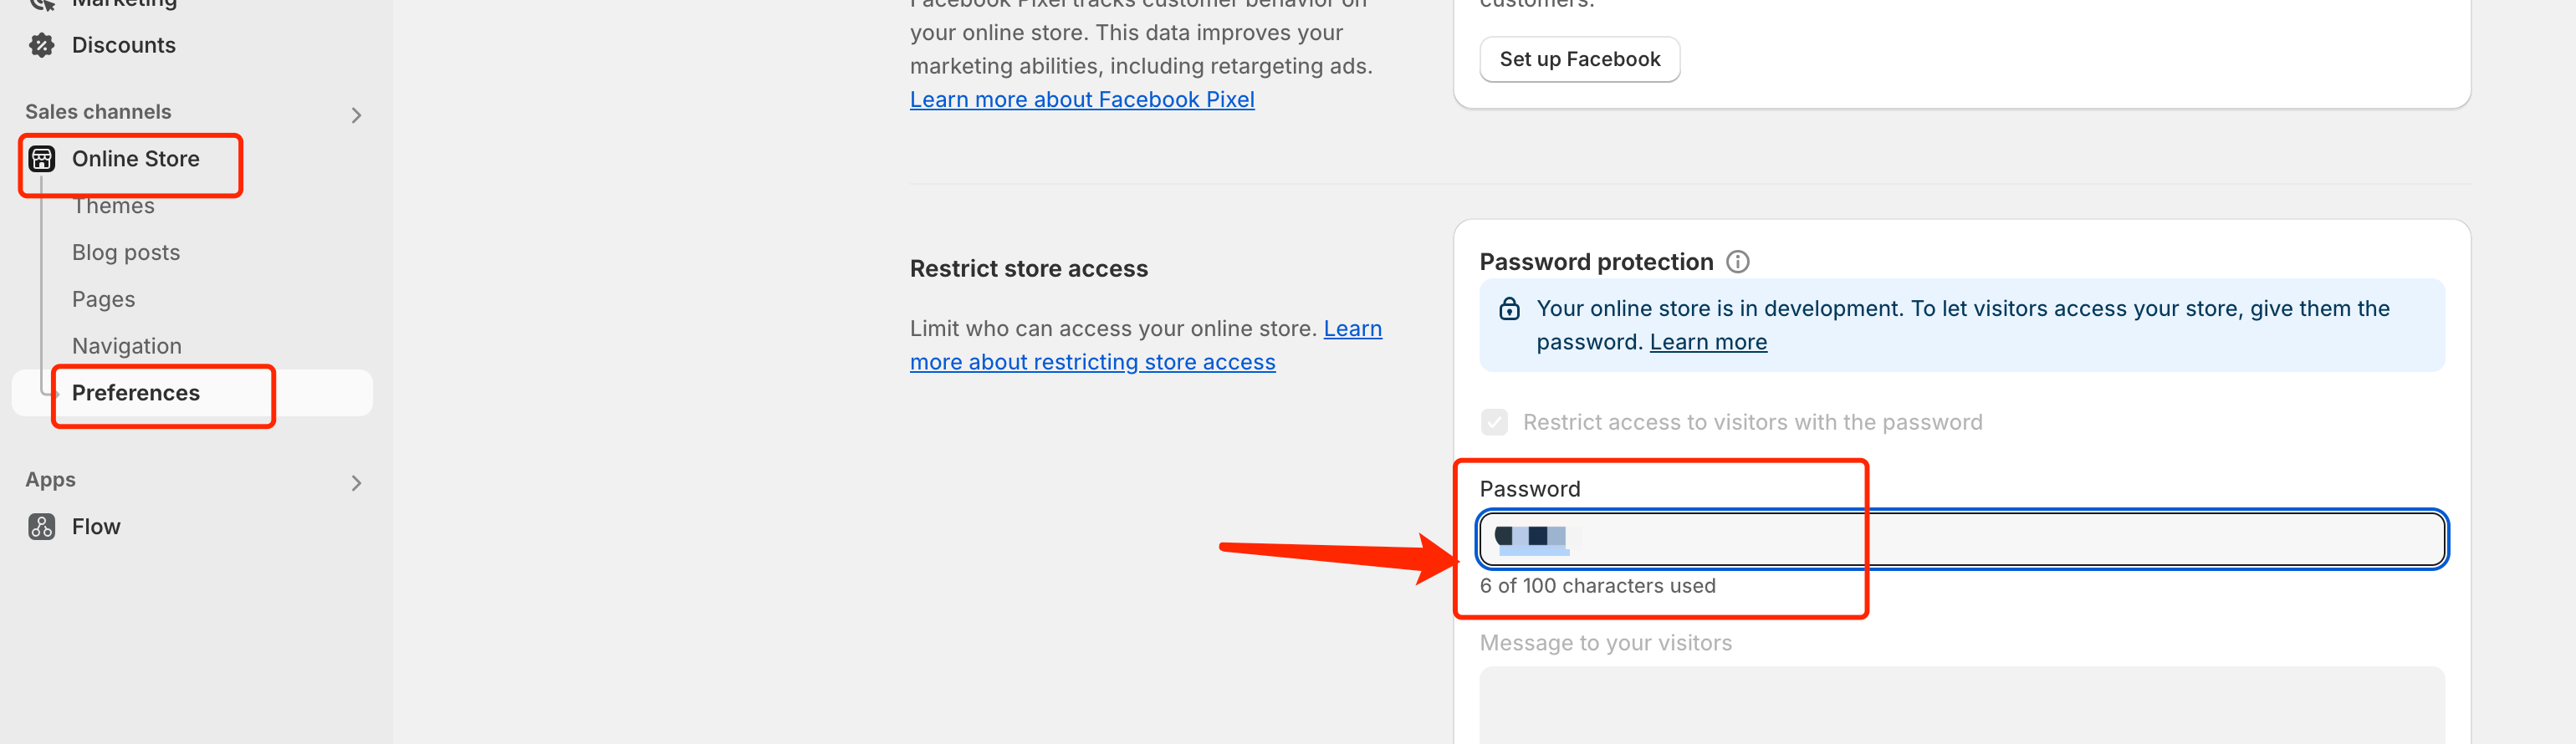 Marketing
Discounts
Sales channels
Online Store
Themes
Blog posts
Pages
Navigation
Preferences
Apps
Flow
Facebook Pixel tracks customer behavior on
your online store. This data improves your
marketing abilities, including retargeting ads.
Learn more about Facebook Pixel
customers.
Set up Facebook
Restrict store access
Limit who can access your online store. Learn
more about restricting store access
Password protection
Your online store is in development. To let visitors access your store, give them the
password. Learn more
Restrict access to visitors with the password
Password
6 of 100 characters used
Message to your visitors